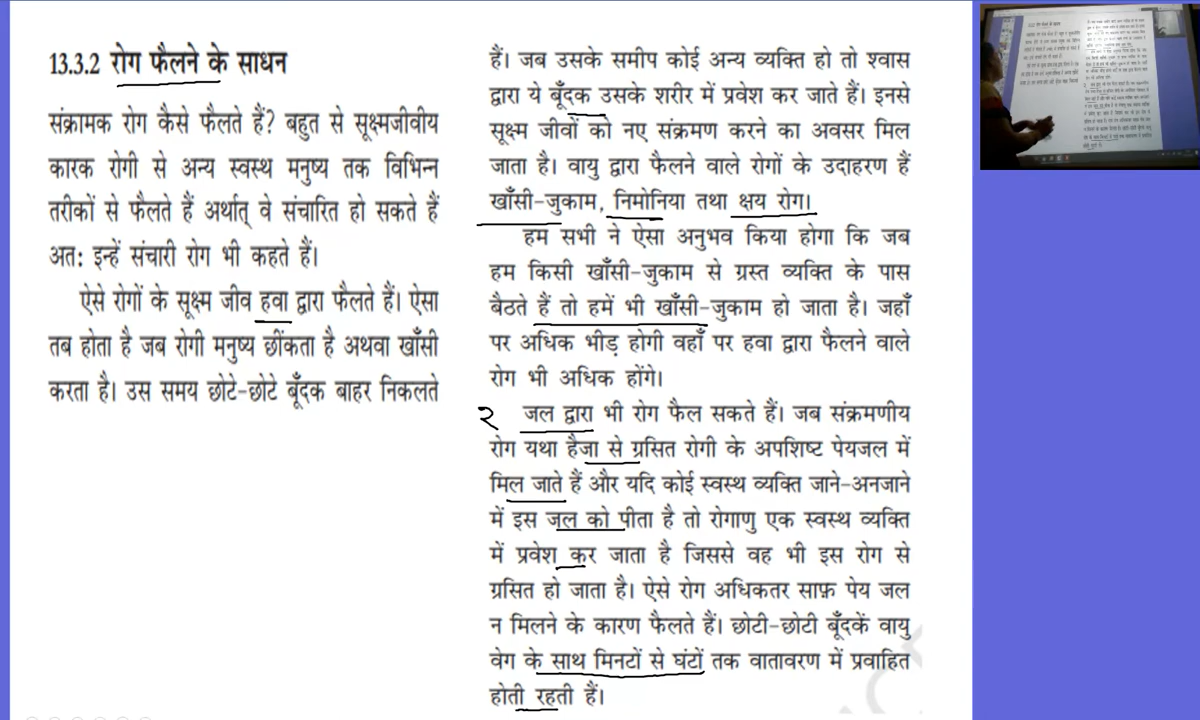 13.3.2 रोग फैलने के साधन
संक्रामक रोग कैसे फैलते हैं? बहुत से सूक्ष्मजीवीय
कारक रोगी से अन्य स्वस्थ मनुष्य तक विभिन्न
तरीकों से फैलते हैं अर्थात् वे संचारित हो सकते हैं
अत: इन्हें संचारी रोग भी कहते हैं।
ऐसे रोगों के सूक्ष्म जीव हवा द्वारा फैलते हैं। ऐसा
तब होता है जब रोगी मनुष्य छींकता है अथवा खाँसी
करता है। उस समय छोटे-छोटे बूँदक बाहर निकलते
हैं। जब उसके समीप कोई अन्य व्यक्ति हो तो श्वास
द्वारा ये बूँदक उसके शरीर में प्रवेश कर जाते हैं। इनसे
सूक्ष्म जीवों को नए संक्रमण करने का अवसर मिल
जाता है। वायु द्वारा फैलने वाले रोगों के उदाहरण हैं
खाँसी-जुकाम, निमोनिया तथा क्षय रोग।
हम सभी ने ऐसा अनुभव किया होगा कि जब
हम किसी खाँसी-जुकाम से ग्रस्त व्यक्ति के पास
बैठते हैं तो हमें भी खाँसी-जुकाम हो जाता है। जहाँ
पर अधिक भीड़ होगी वहाँ पर हवा द्वारा फैलने वाले
रोग भी अधिक होंगे।
२ जल द्वारा भी रोग फैल सकते हैं। जब संक्रमणीय
रोग यथा हैजा से ग्रसित रोगी के अपशिष्ट पेयजल में
मिल जाते हैं और यदि कोई स्वस्थ व्यक्ति जाने-अनजाने
में इस जल को पीता है तो रोगाणु एक स्वस्थ व्यक्ति
में प्रवेश कर जाता है जिससे वह भी इस रोग से
ग्रसित हो जाता है। ऐसे रोग अधिकतर साफ़ पेय जल
न मिलने के कारण फैलते हैं। छोटी-छोटी बूँदकें वायु
वेग के साथ मिनटों से घंटों तक वातावरण में प्रवाहित
होती रहती हैं।